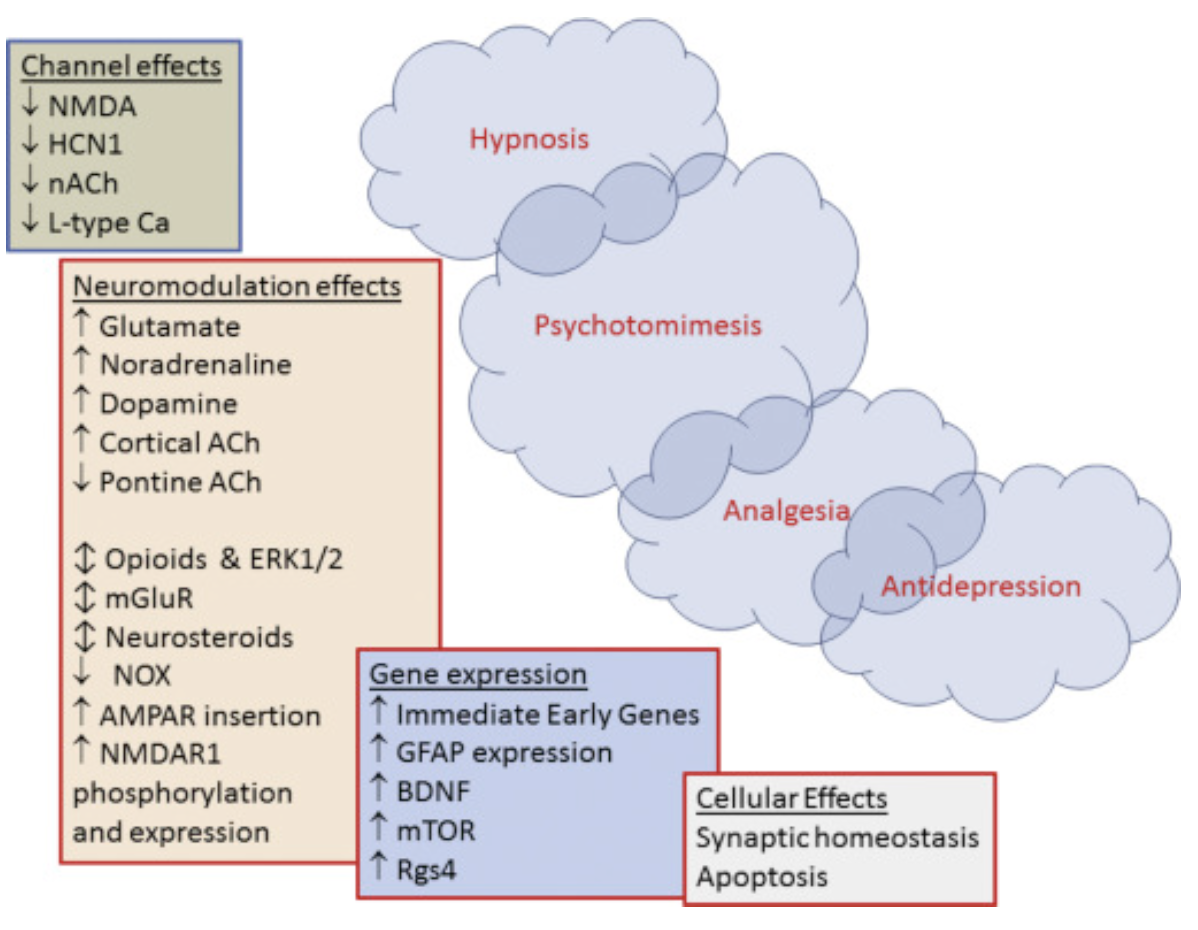 Channel effects
↓ NMDA
↓ HCN1
↓ nACh
↓ L-type Ca
Hypnosis
Psychotomimesis
Analgesia
Antidepression
Neuromodulation effects
↑ Glutamate
↑ Noradrenaline
↑ Dopamine
↑ Cortical ACh
↓ Pontine ACh
↕ Opioids & ERK1/2
↕ mGluR
↕ Neurosteroids
↓ NOX
↑ AMPAR insertion
↑ NMDAR1
phosphorylation
and expression
Gene expression
↑ Immediate Early Genes
↑ GFAP expression
↑ BDNF
↑ mTOR
↑ Rgs4
Cellular Effects
Synaptic homeostasis
Apoptosis